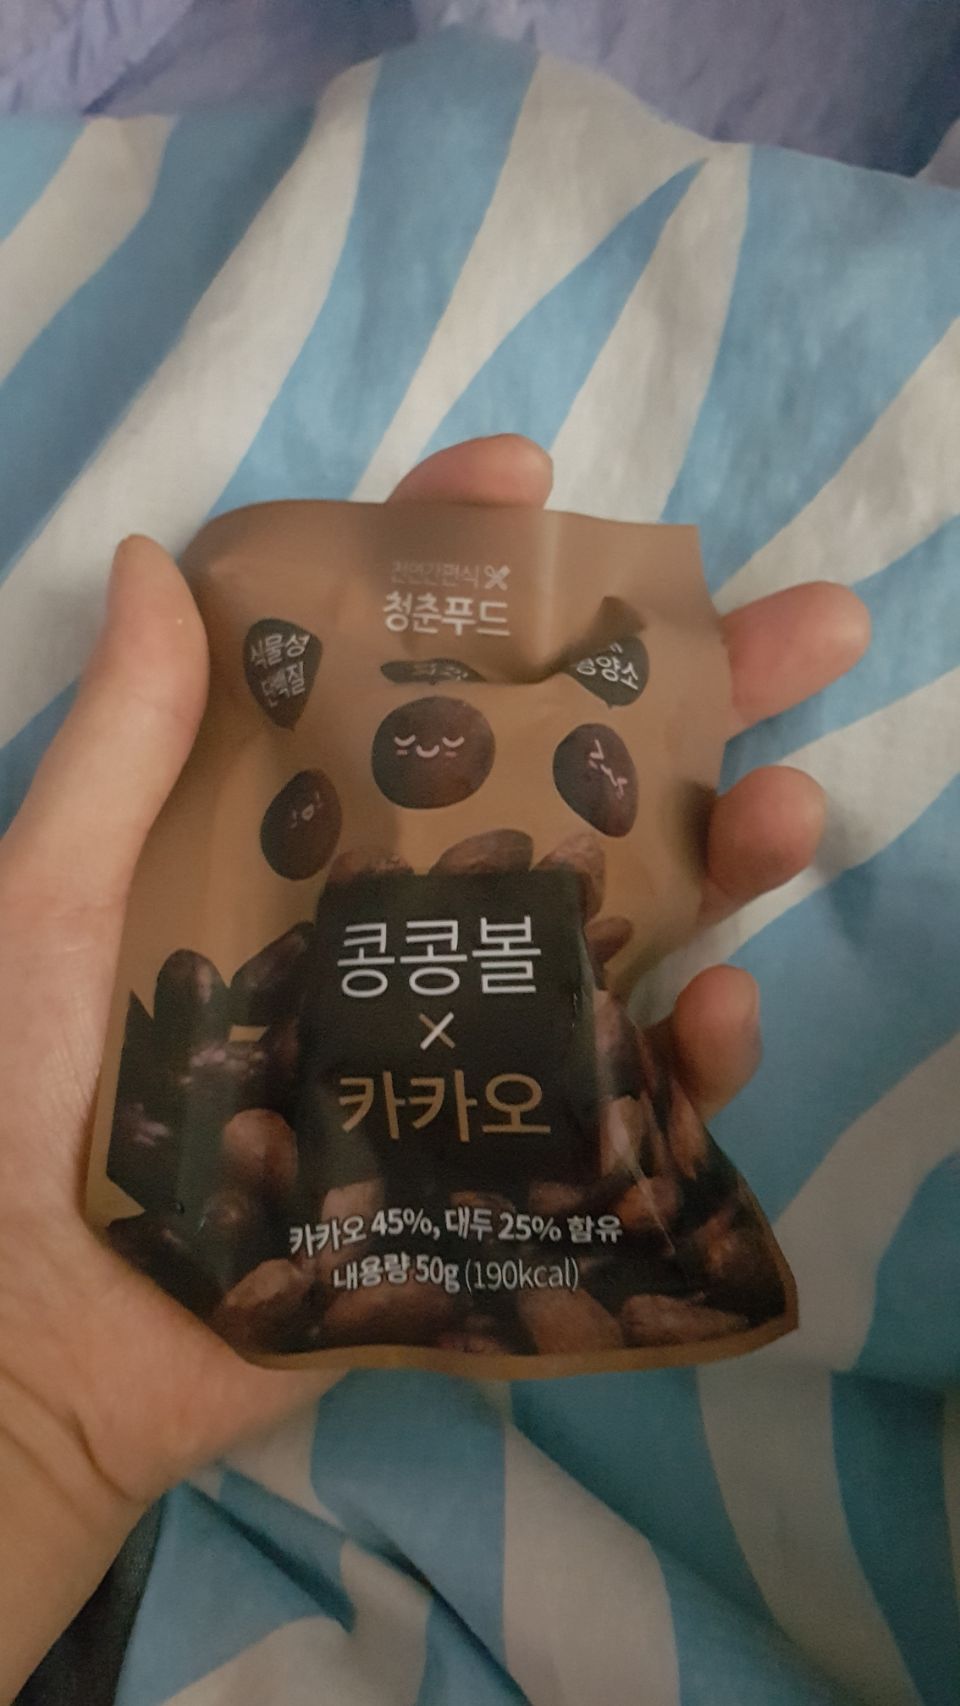 천연간편식
청춘푸드
식물성
단백질
영양소
콩콩볼
×
카카오
카카오 45%, 대두 25% 함유
내용량 50g (190kcal)